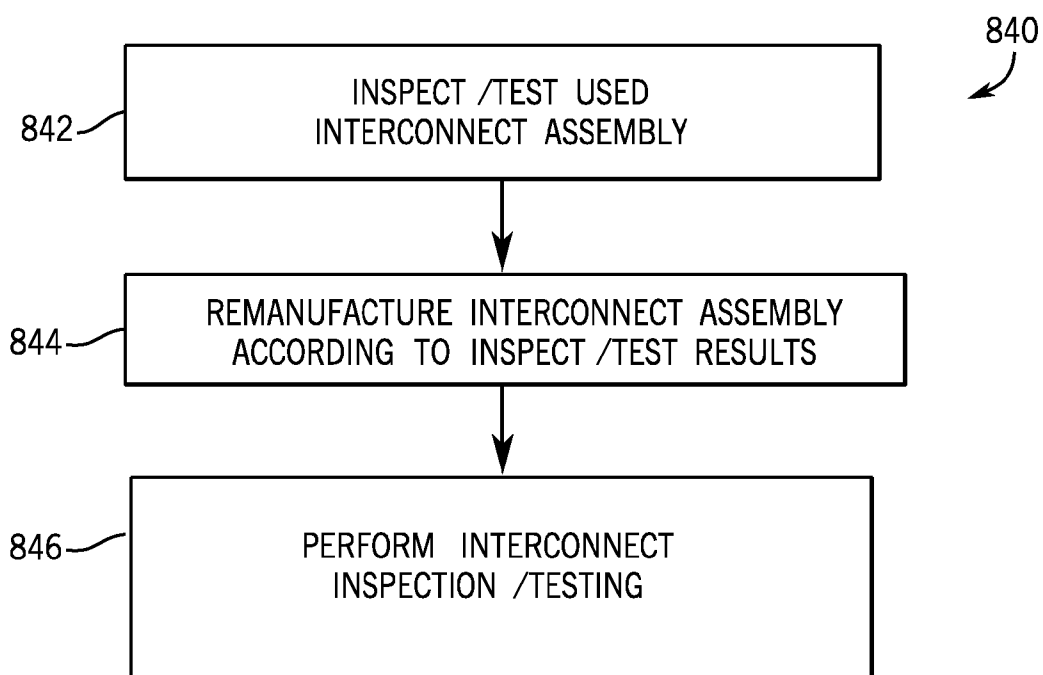 840
INSPECT /TEST USED
INTERCONNECT ASSEMBLY
842
REMANUFACTURE INTERCONNECT ASSEMBLY
ACCORDING TO INSPECT /TEST RESULTS
844
PERFORM INTERCONNECT
INSPECTION /TESTING
846